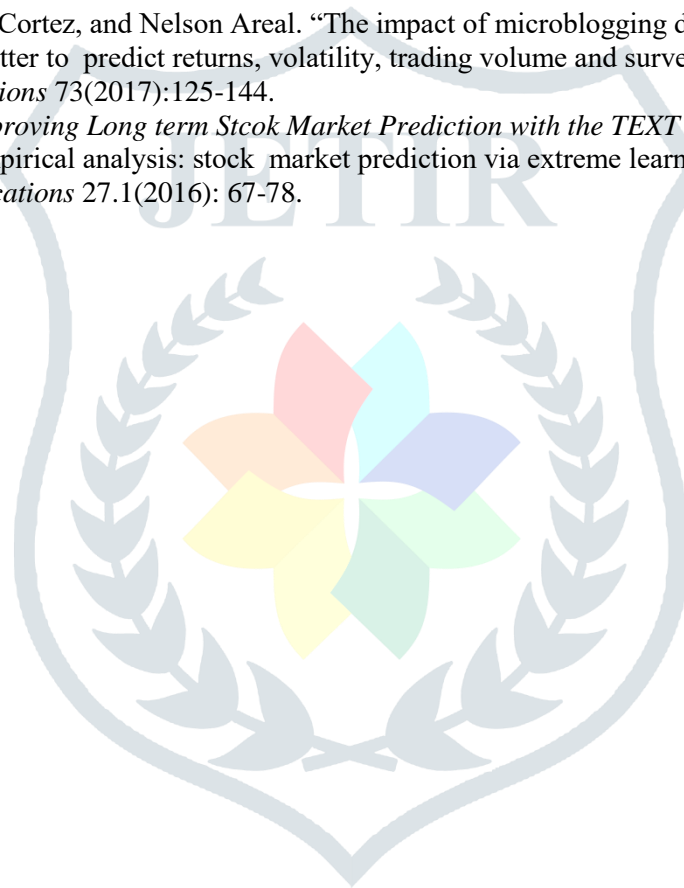 Cortez, and Nelson Areal. “The impact of microblogging d
tter to predict returns, volatility, trading volume and surve
ions 73(2017):125-144.
proving Long term Stcok Market Prediction with the TEXT
pirical analysis: stock market prediction via extreme learn
cations 27.1(2016): 67-78.
JETIR